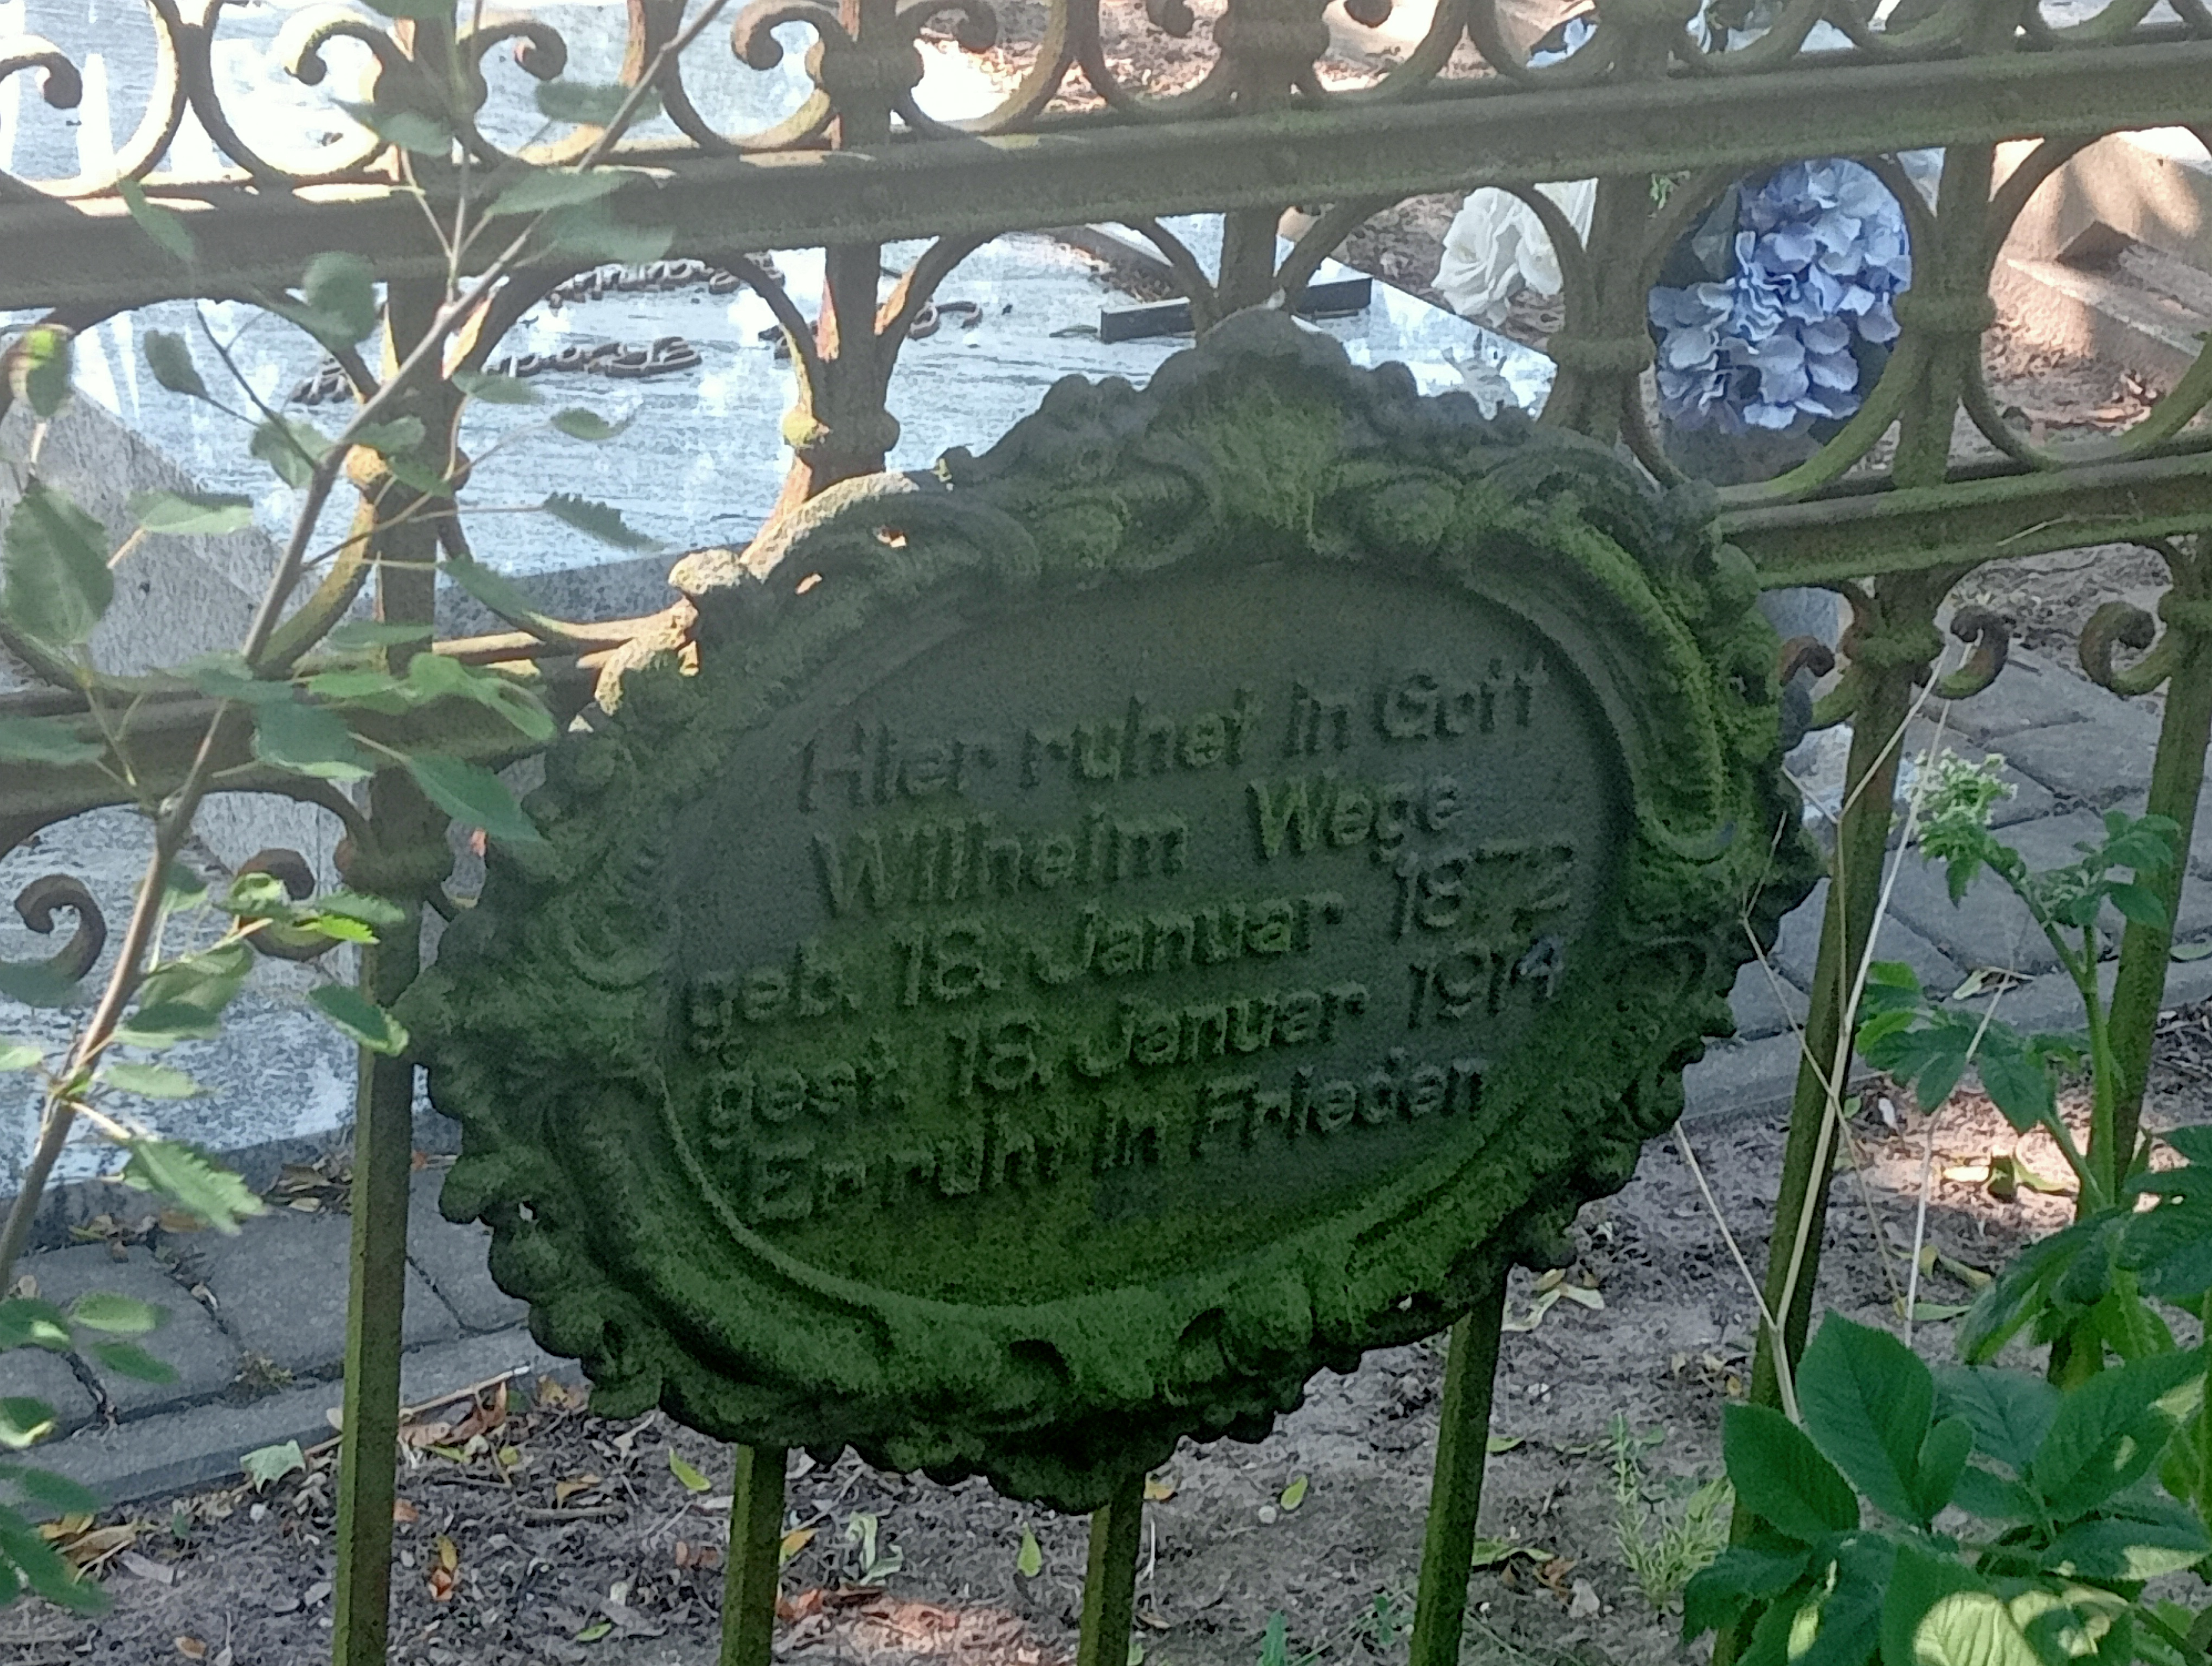 Hier ruhet in Gott
Wilhelm Wege
geb. 18. Januar 1872
gest. 18. Januar 1914
Er ruht in Frieden